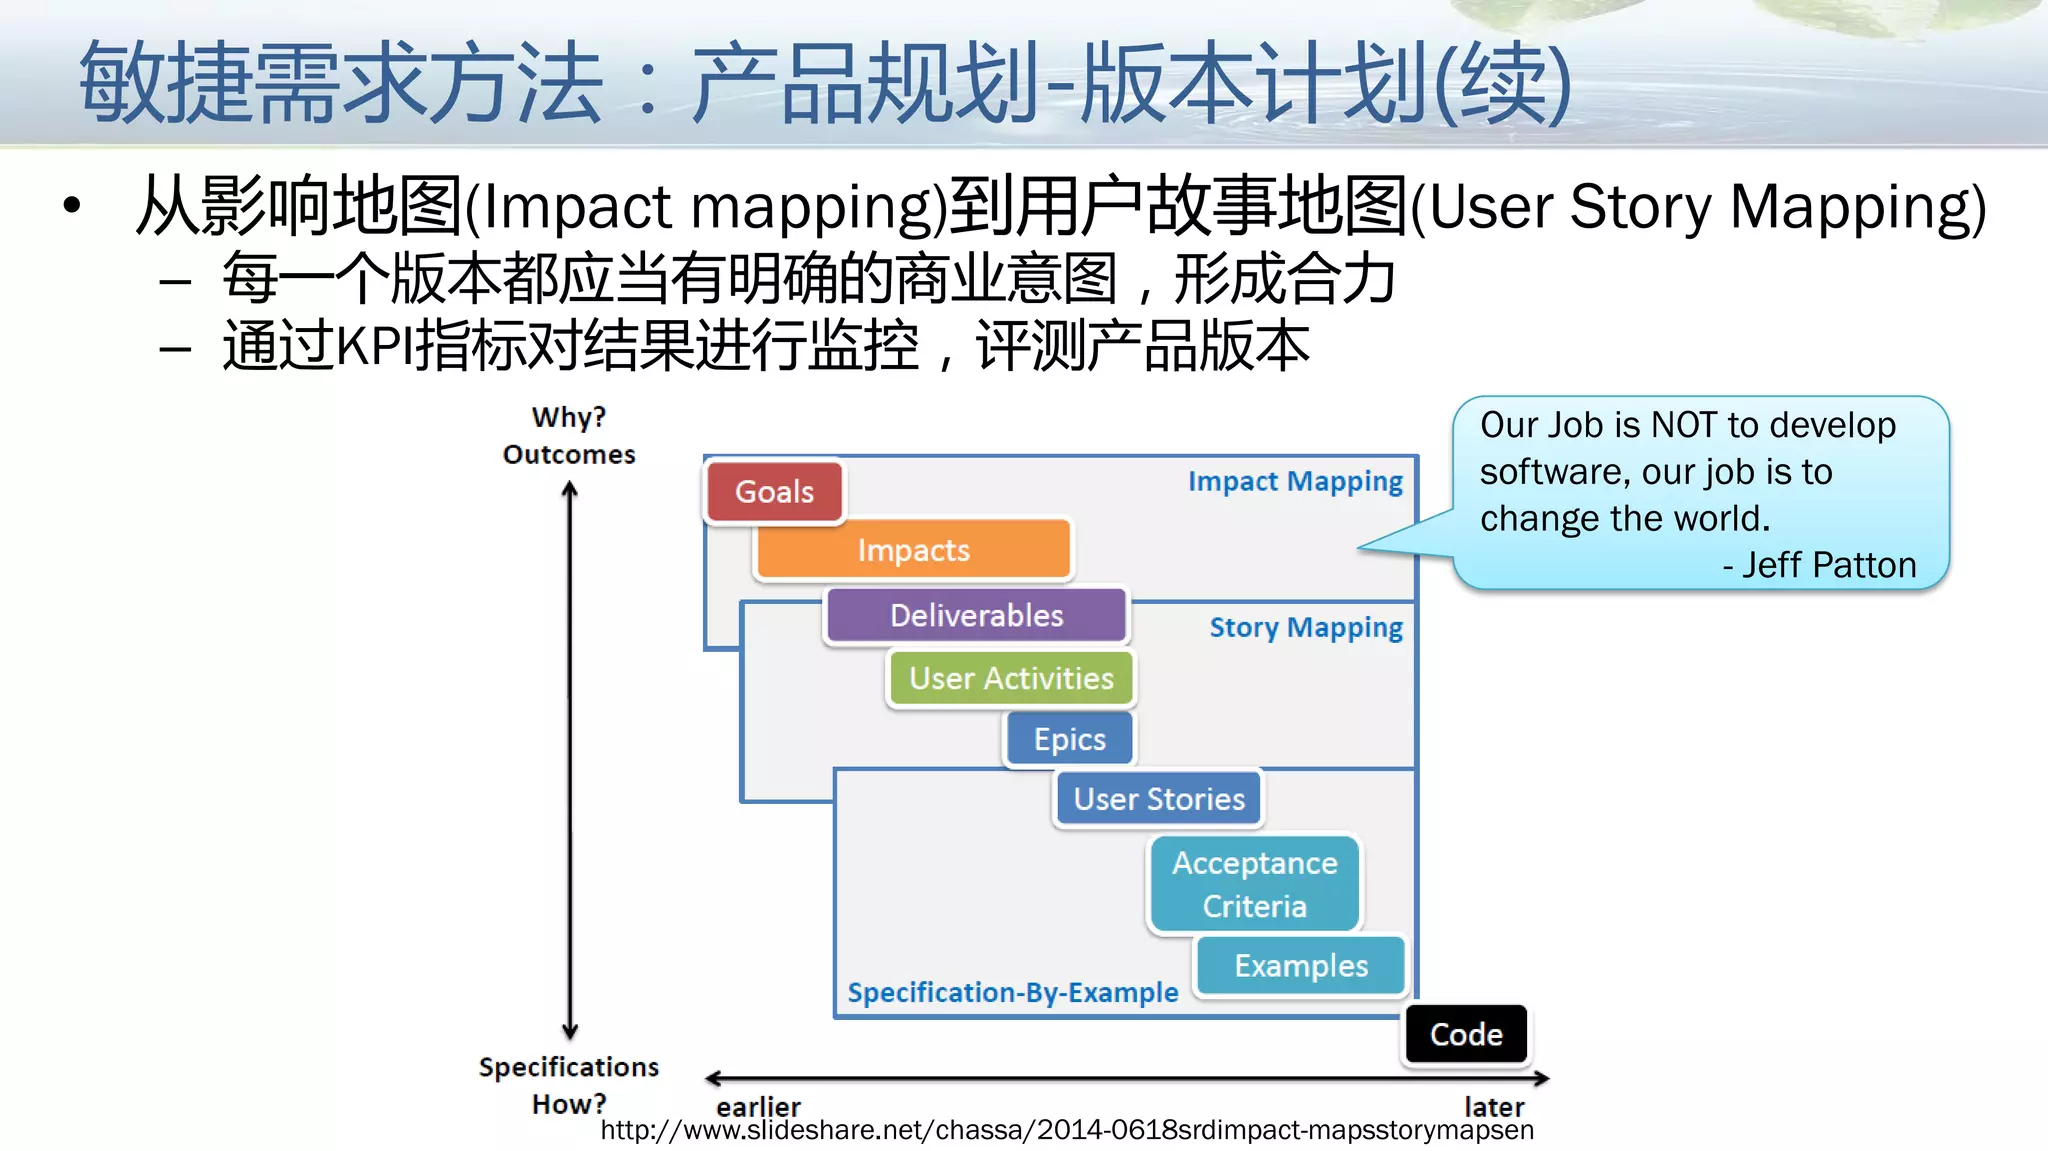 敏捷需求方法：产品规划-版本计划(续)
• 从影响地图(Impact mapping)到用户故事地图(User Story Mapping)
– 每一个版本都应当有明确的商业意图，形成合力
– 通过KPI指标对结果进行监控，评测产品版本
Why?
Outcomes
Our Job is NOT to develop
software, our job is to
change the world.
- Jeff Patton
Impact Mapping
Goals
Impacts
Deliverables
Story Mapping
User Activities
Epics
User Stories
Acceptance
Criteria
Examples
Specification-By-Example
Code
Specifications
How?
earlier
later
http://www.slideshare.net/chassa/2014-0618srdimpact-mapsstorymapsen